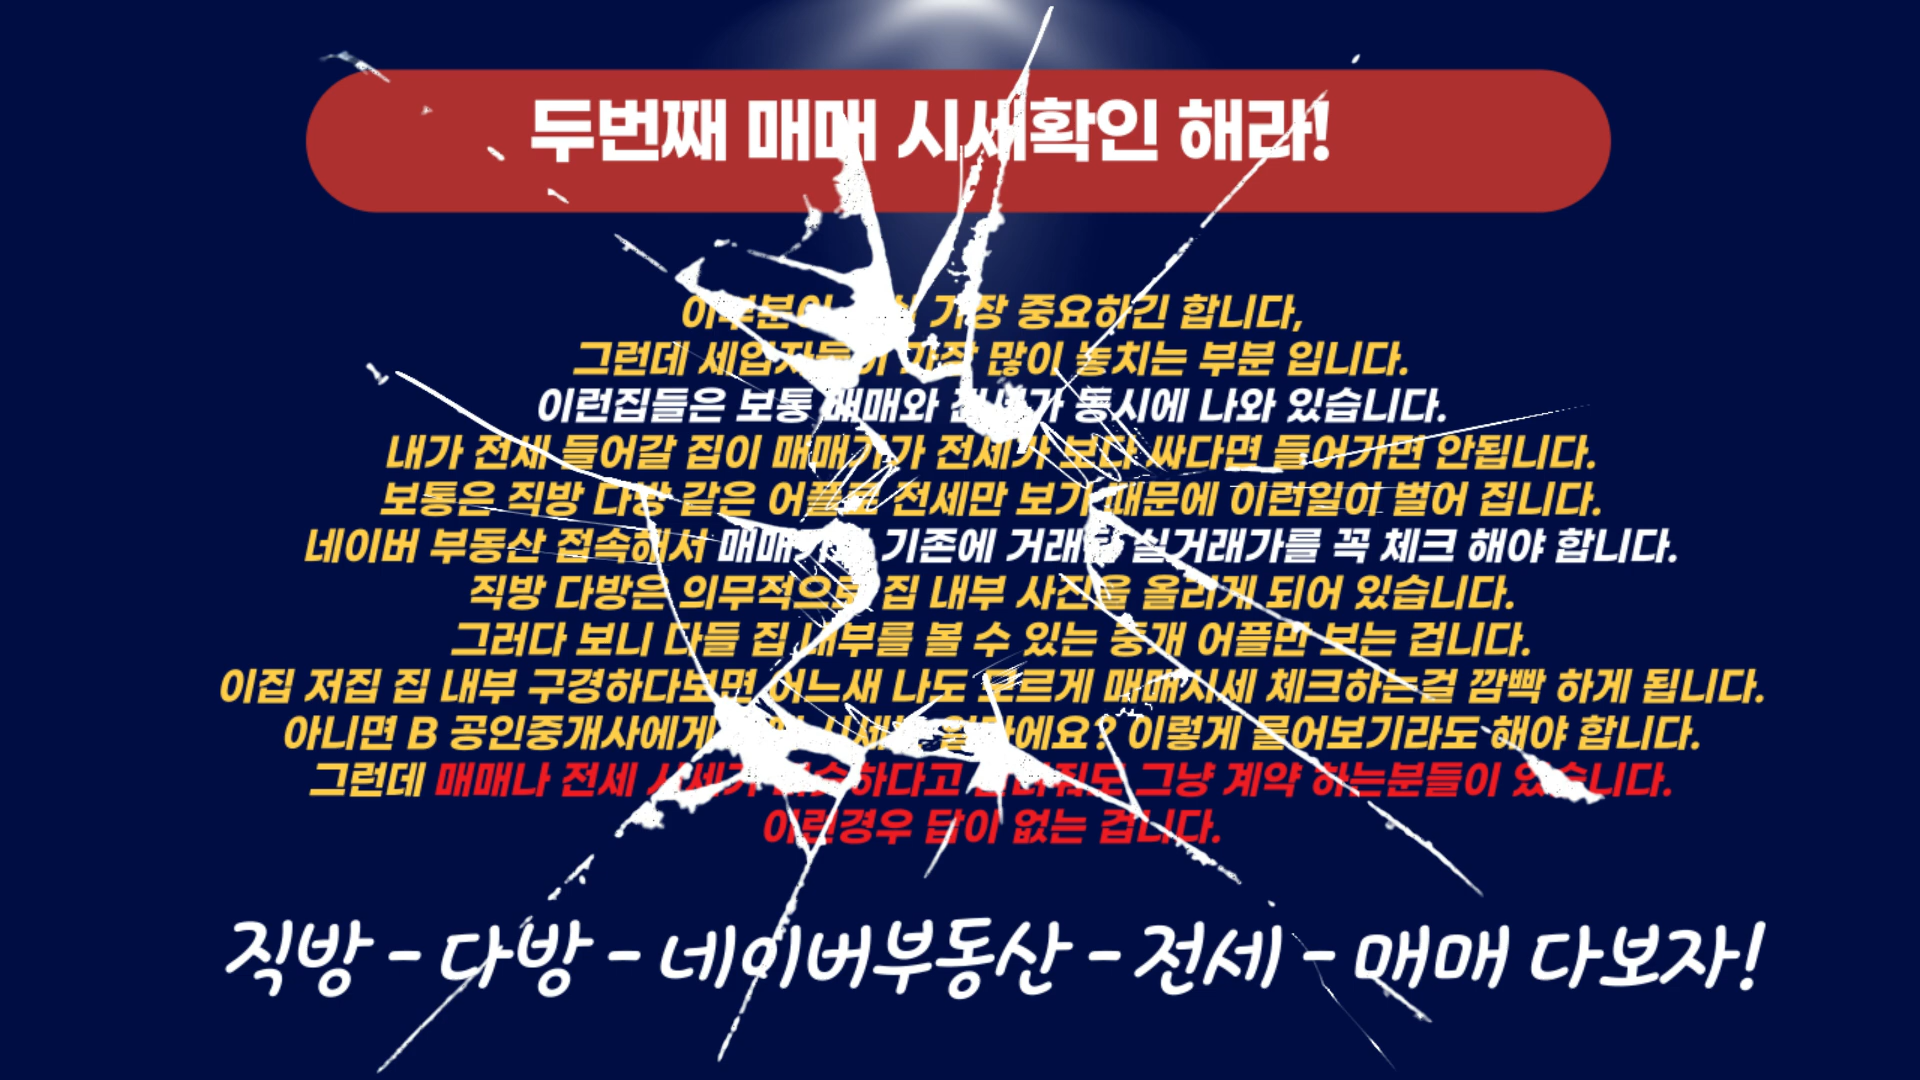 두번째 매매 시세확인 해라!
이부분이 가장 중요하긴 합니다,
그런데 세입자들이 가장 많이 놓치는 부분 입니다.
이런집들은 보통 매매와 전세가 동시에 나와 있습니다.
내가 전세 들어갈 집이 매매가가 전세가 보다 싸다면 들어가면 안됩니다.
보통은 직방 다방 같은 어플로 전세만 보기 때문에 이런일이 벌어 집니다.
네이버 부동산 접속해서 기존에 거래된 실거래가를 꼭 체크 해야 합니다.
직방 다방은 의무적으로 집 내부 사진을 올리게 되어 있습니다.
그러다 보니 다들 집 내부를 볼 수 있는 중개 어플만 보는 겁니다.
이집 저집 집 내부 구경하다보면 어느새 나도 모르게 매매시세 체크하는걸 깜빡 하게 됩니다.
아니면 B 공인중개사에게 얼마에요? 이렇게 물어보기라도 해야 합니다.
그런데 매매나 전세 시세가 비슷하다고 그냥 계약 하는분들이 있습니다.
이런경우 답이 없는 겁니다.
직방 - 다방 - 네이버부동산 - 전세 - 매매 다보자!